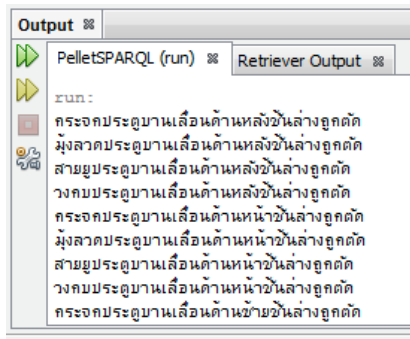 Output
PelletSPARQL (run) Retriever Output
run:
กระจกประตูบานเลื่อนด้านหลังชั้นล่างถูกตัด
มุ้งลวดประตูบานเลื่อนด้านหลังชั้นล่างถูกตัด
สายยูประตูบานเลื่อนด้านหลังชั้นล่างถูกตัด
วงกบประตูบานเลื่อนด้านหลังชั้นล่างถูกตัด
กระจกประตูบานเลื่อนด้านหน้าชั้นล่างถูกตัด
มุ้งลวดประตูบานเลื่อนด้านหน้าชั้นล่างถูกตัด
สายยูประตูบานเลื่อนด้านหน้าชั้นล่างถูกตัด
วงกบประตูบานเลื่อนด้านหน้าชั้นล่างถูกตัด
กระจกประตูบานเลื่อนด้านซ้ายชั้นล่างถูกตัด